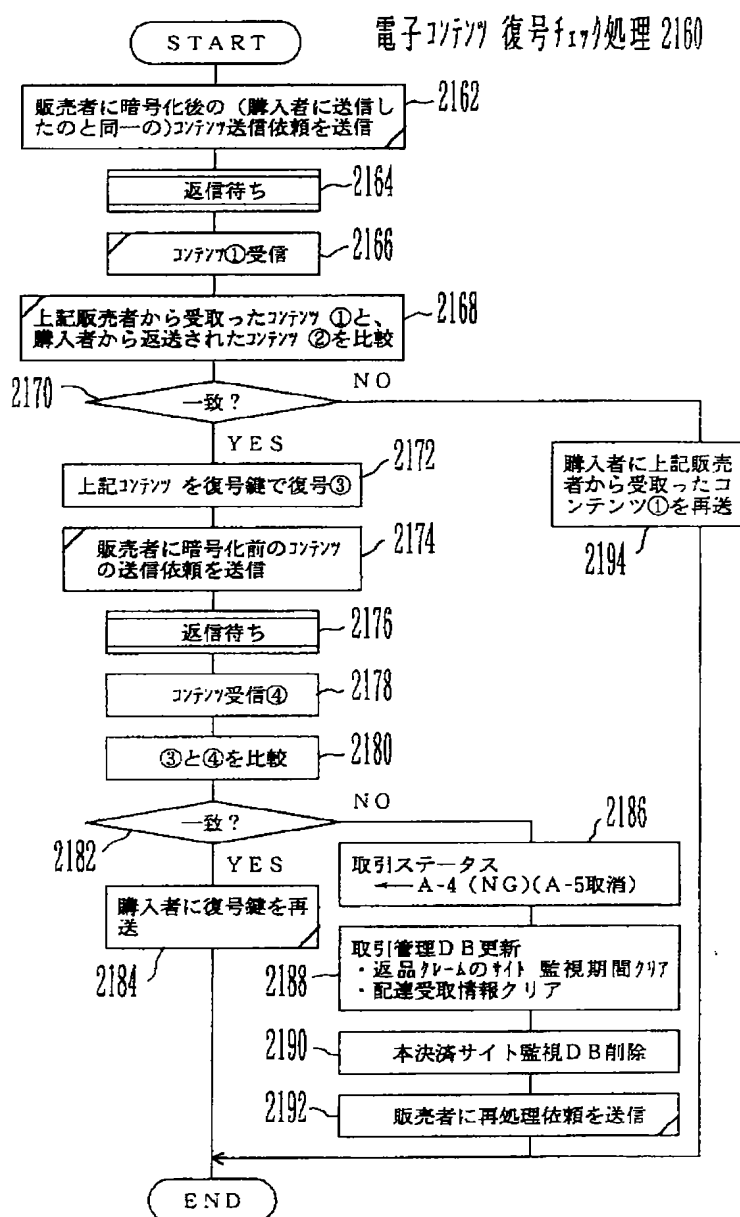 電子コンテンツ 復号チェック処理 2160
START
販売者に暗号化後の（購入者に送信し
たのと同一の）コンテンツ送信依頼を送信
2162
返信待ち
2164
コンテンツ①受信
2166
上記販売者から受取ったコンテンツ ①と、
購入者から返送されたコンテンツ ②を比較
2168
2170
一致？
NO
YES
上記コンテンツ を復号鍵で復号③
2172
購入者に上記販売
者から受取ったコ
ンテンツ①を再送
2194
販売者に暗号化前のコンテンツ
の送信依頼を送信
2174
返信待ち
2176
コンテンツ受信④
2178
③と④を比較
2180
一致？
2182
NO
YES
2186
取引ステータス
←A-4（NG）（A-5取消）
購入者に復号鍵を再
送
2184
取引管理DB更新
・返品クレームのサイト 監視期間クリア
・配達受取情報クリア
2188
2190
本決済サイト監視DB削除
2192
販売者に再処理依頼を送信
END